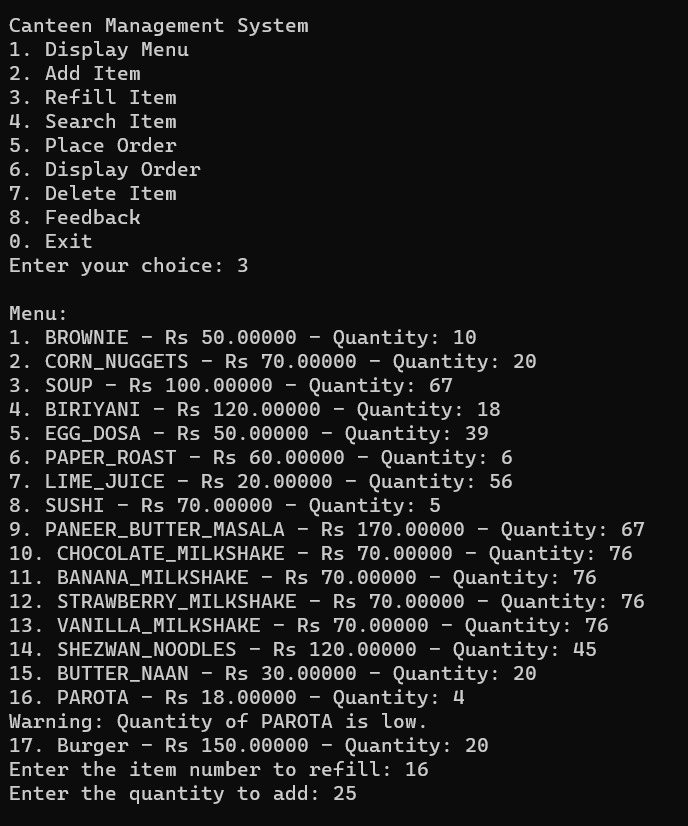 Canteen Management System
1. Display Menu
2. Add Item
3. Refill Item
4. Search Item
5. Place Order
6. Display Order
7. Delete Item
8. Feedback
0. Exit
Enter your choice: 3
Menu:
1. BROWNIE - Rs 50.00000 - Quantity: 10
2. CORN_NUGGETS - Rs 70.00000 - Quantity: 20
3. SOUP - Rs 100.00000 - Quantity: 67
4. BIRIYANI - Rs 120.00000 - Quantity: 18
5. EGG_DOSA - Rs 50.00000 - Quantity: 39
6. PAPER_ROAST - Rs 60.00000 - Quantity: 6
7. LIME_JUICE - Rs 20.00000 - Quantity: 56
8. SUSHI - Rs 70.00000 - Quantity: 5
9. PANEER_BUTTER_MASALA - Rs 170.00000 - Quantity: 67
10. CHOCOLATE_MILKSHAKE - Rs 70.00000 - Quantity: 76
11. BANANA_MILKSHAKE - Rs 70.00000 - Quantity: 76
12. STRAWBERRY_MILKSHAKE - Rs 70.00000 - Quantity: 76
13. VANILLA_MILKSHAKE - Rs 70.00000 - Quantity: 76
14. SHEZWAN_NOODLES - Rs 120.00000 - Quantity: 45
15. BUTTER_NAAN - Rs 30.00000 - Quantity: 20
16. PAROTA - Rs 18.00000 - Quantity: 4
Warning: Quantity of PAROTA is low.
17. Burger - Rs 150.00000 - Quantity: 20
Enter the item number to refill: 16
Enter the quantity to add: 25